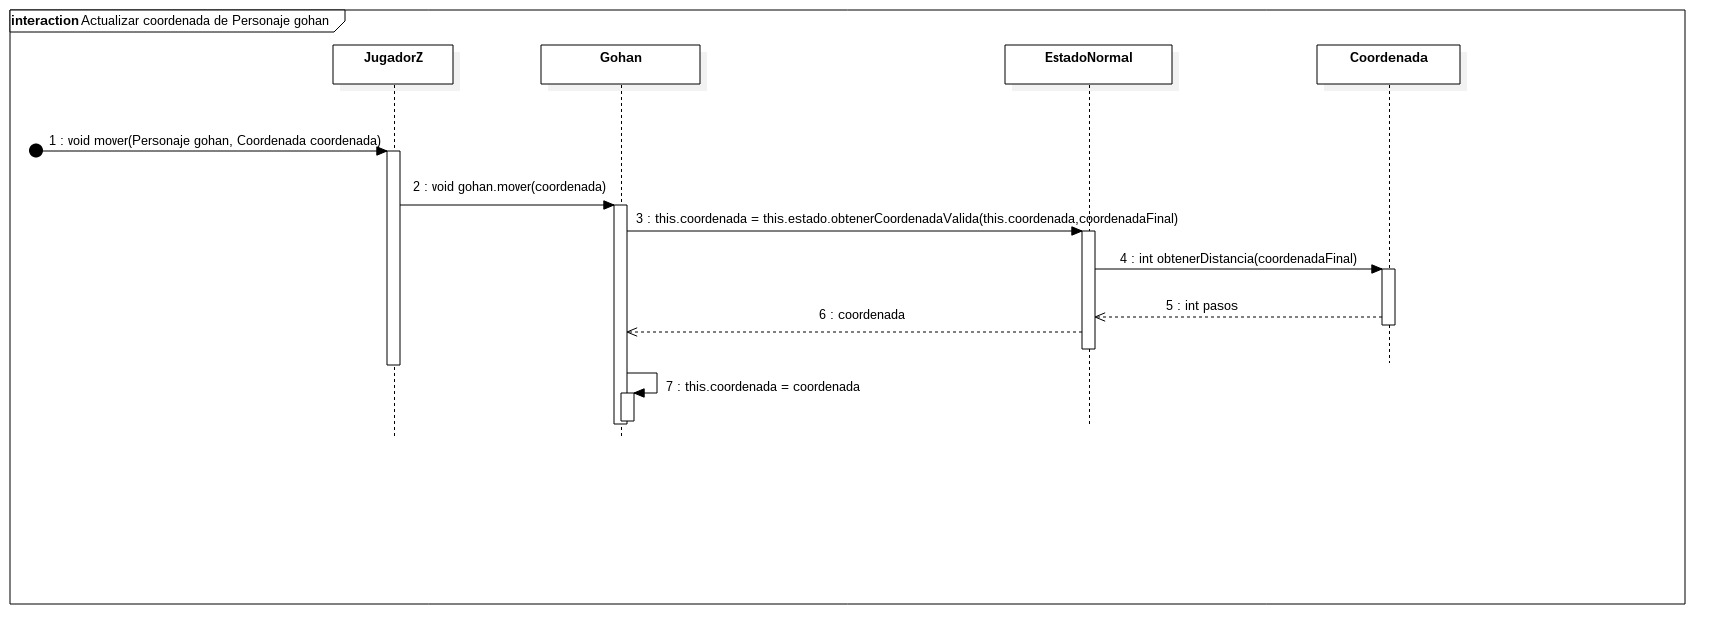 interaction Actualizar coordenada de Personaje gohan
JugadorZ
Gohan
EstadoNormal
Coordenada
1 : void mover(Personaje gohan, Coordenada coordenada)
2 : void gohan.mover(coordenada)
3 : this.coordenada = this.estado.obtenerCoordenadaValida(this.coordenada,coordenadaFinal)
4 : int obtenerDistancia(coordenadaFinal)
5 : int pasos
6 : coordenada
7 : this.coordenada = coordenada